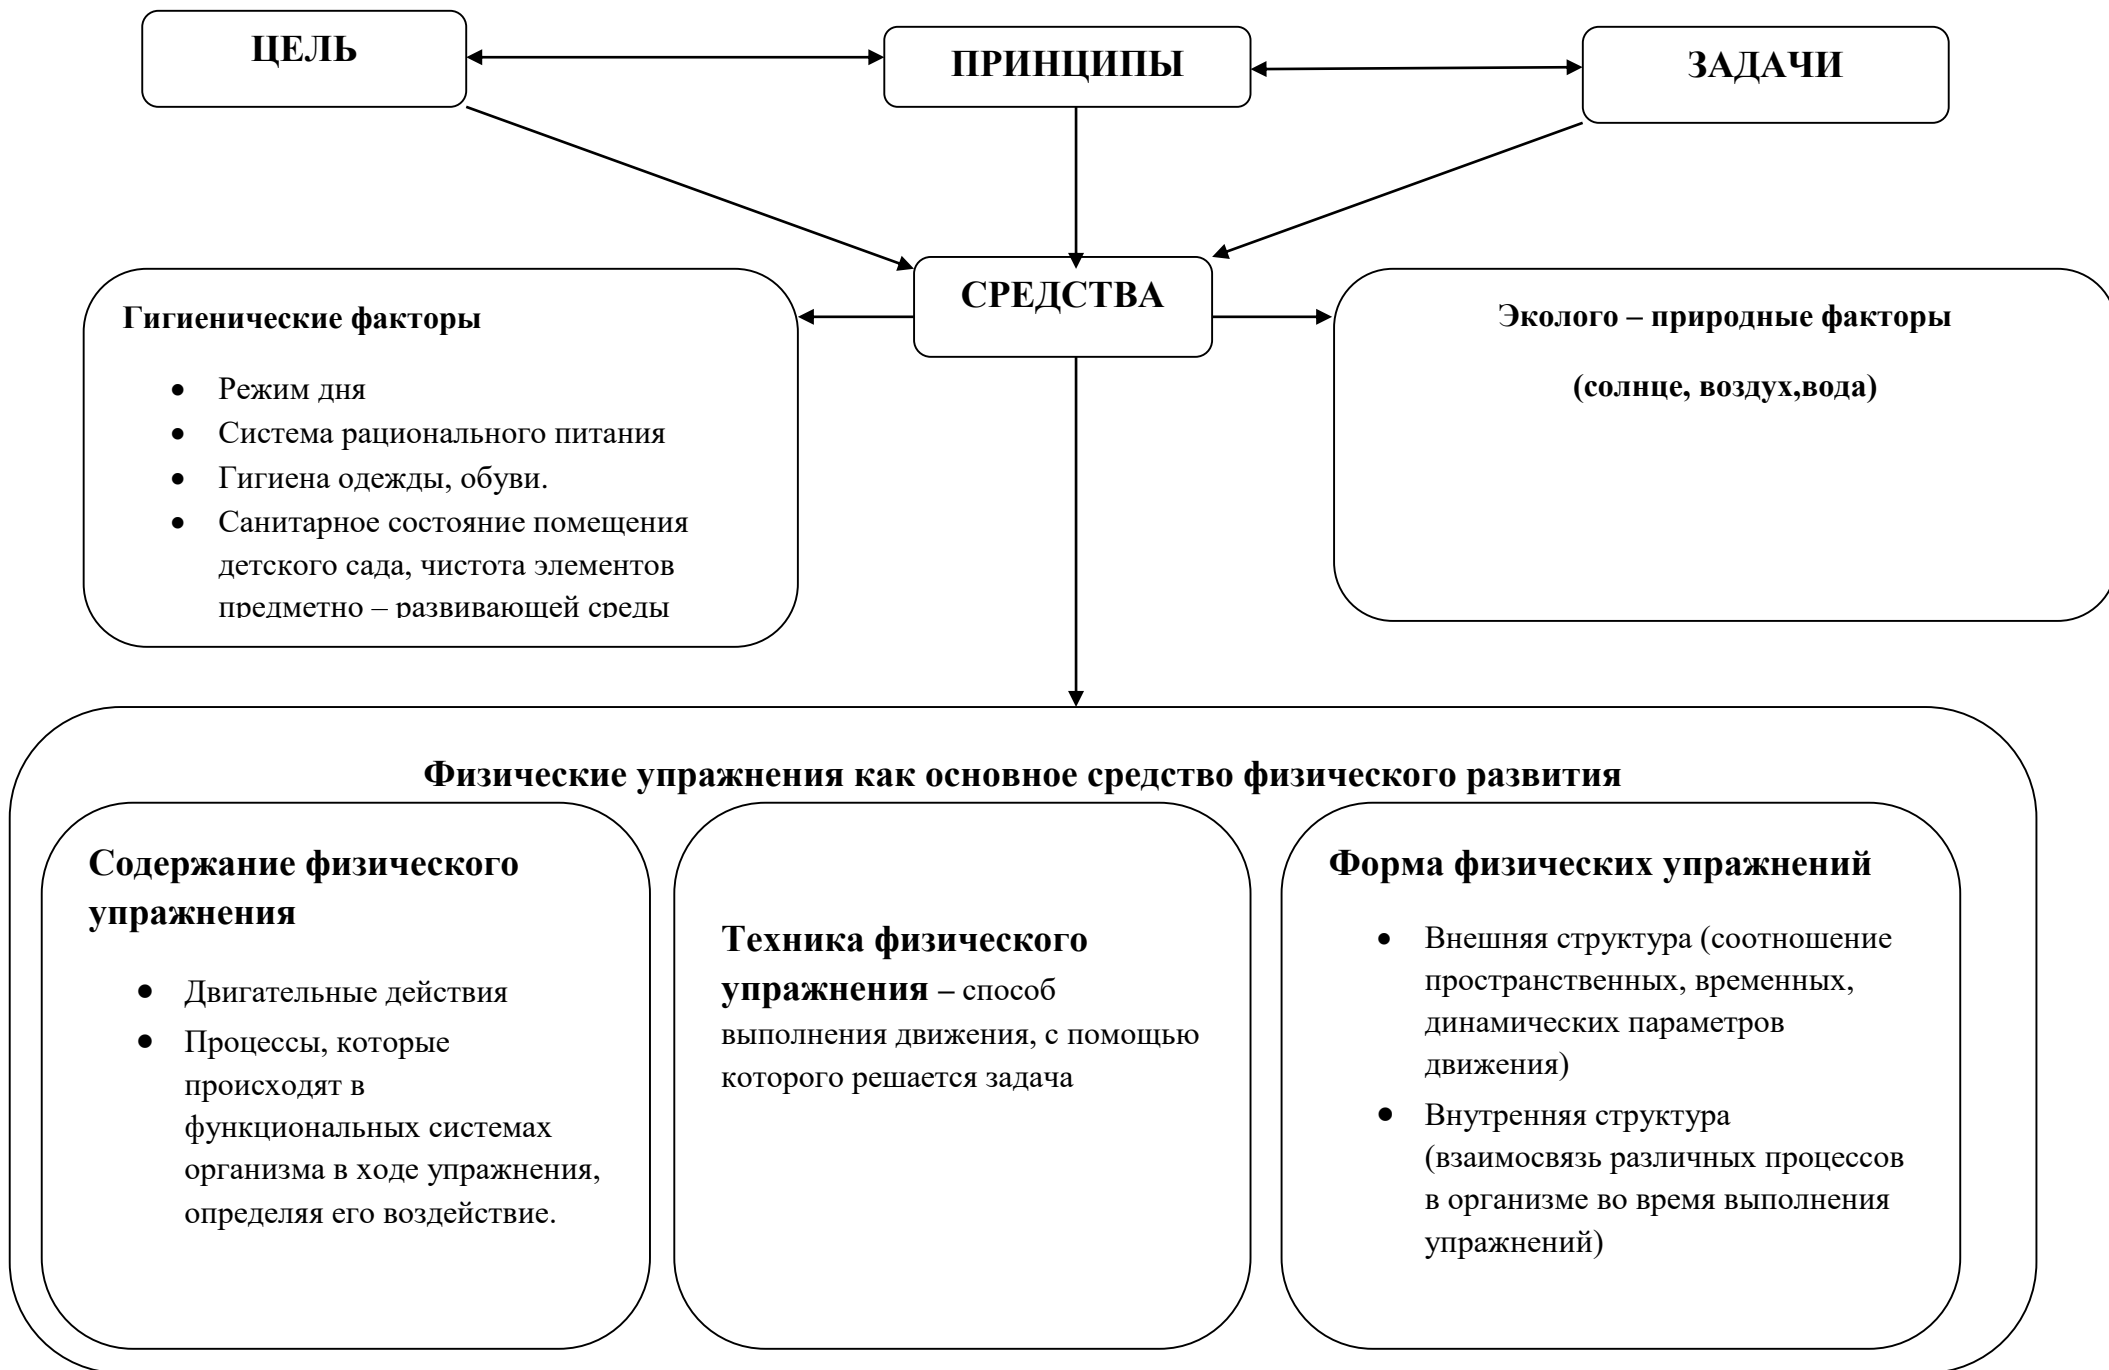 ЦЕЛЬ
ПРИНЦИПЫ
ЗАДАЧИ
СРЕДСТВА
Гигиенические факторы
• Режим дня
• Система рационального питания
• Гигиена одежды, обуви.
• Санитарное состояние помещения
детского сада, чистота элементов
предметно – развивающей среды
Эколого – природные факторы
(солнце, воздух,вода)
Физические упражнения как основное средство физического развития
Содержание физического
упражнения
• Двигательные действия
• Процессы, которые
происходят в
функциональных системах
организма в ходе упражнения,
определяя его воздействие.
Техника физического
упражнения – способ
выполнения движения, с помощью
которого решается задача
Форма физических упражнений
• Внешняя структура (соотношение
пространственных, временных,
динамических параметров
движения)
• Внутренняя структура
(взаимосвязь различных процессов
в организме во время выполнения
упражнений)